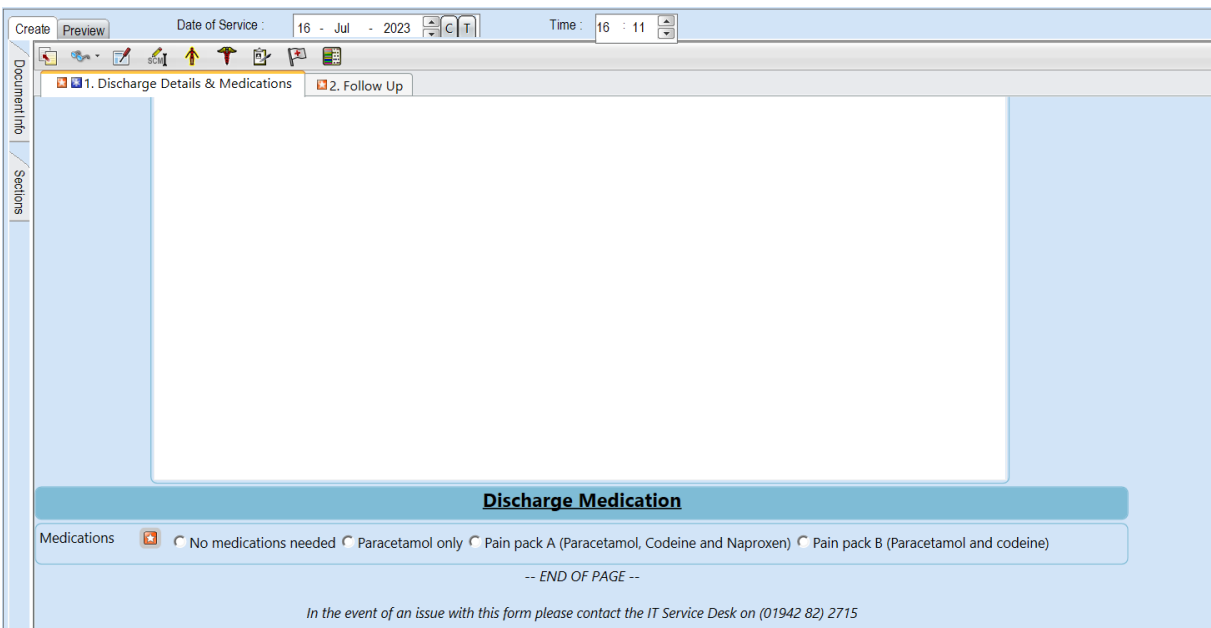 Create Preview Date of Service : 16 - Jul - 2023 C T Time : 16 : 11
SCM
1. Discharge Details & Medications 2. Follow Up
Document Info
Sections
Discharge Medication
Medications No medications needed Paracetamol only Pain pack A (Paracetamol, Codeine and Naproxen) Pain pack B (Paracetamol and codeine)
-- END OF PAGE --
In the event of an issue with this form please contact the IT Service Desk on (01942 82) 2715